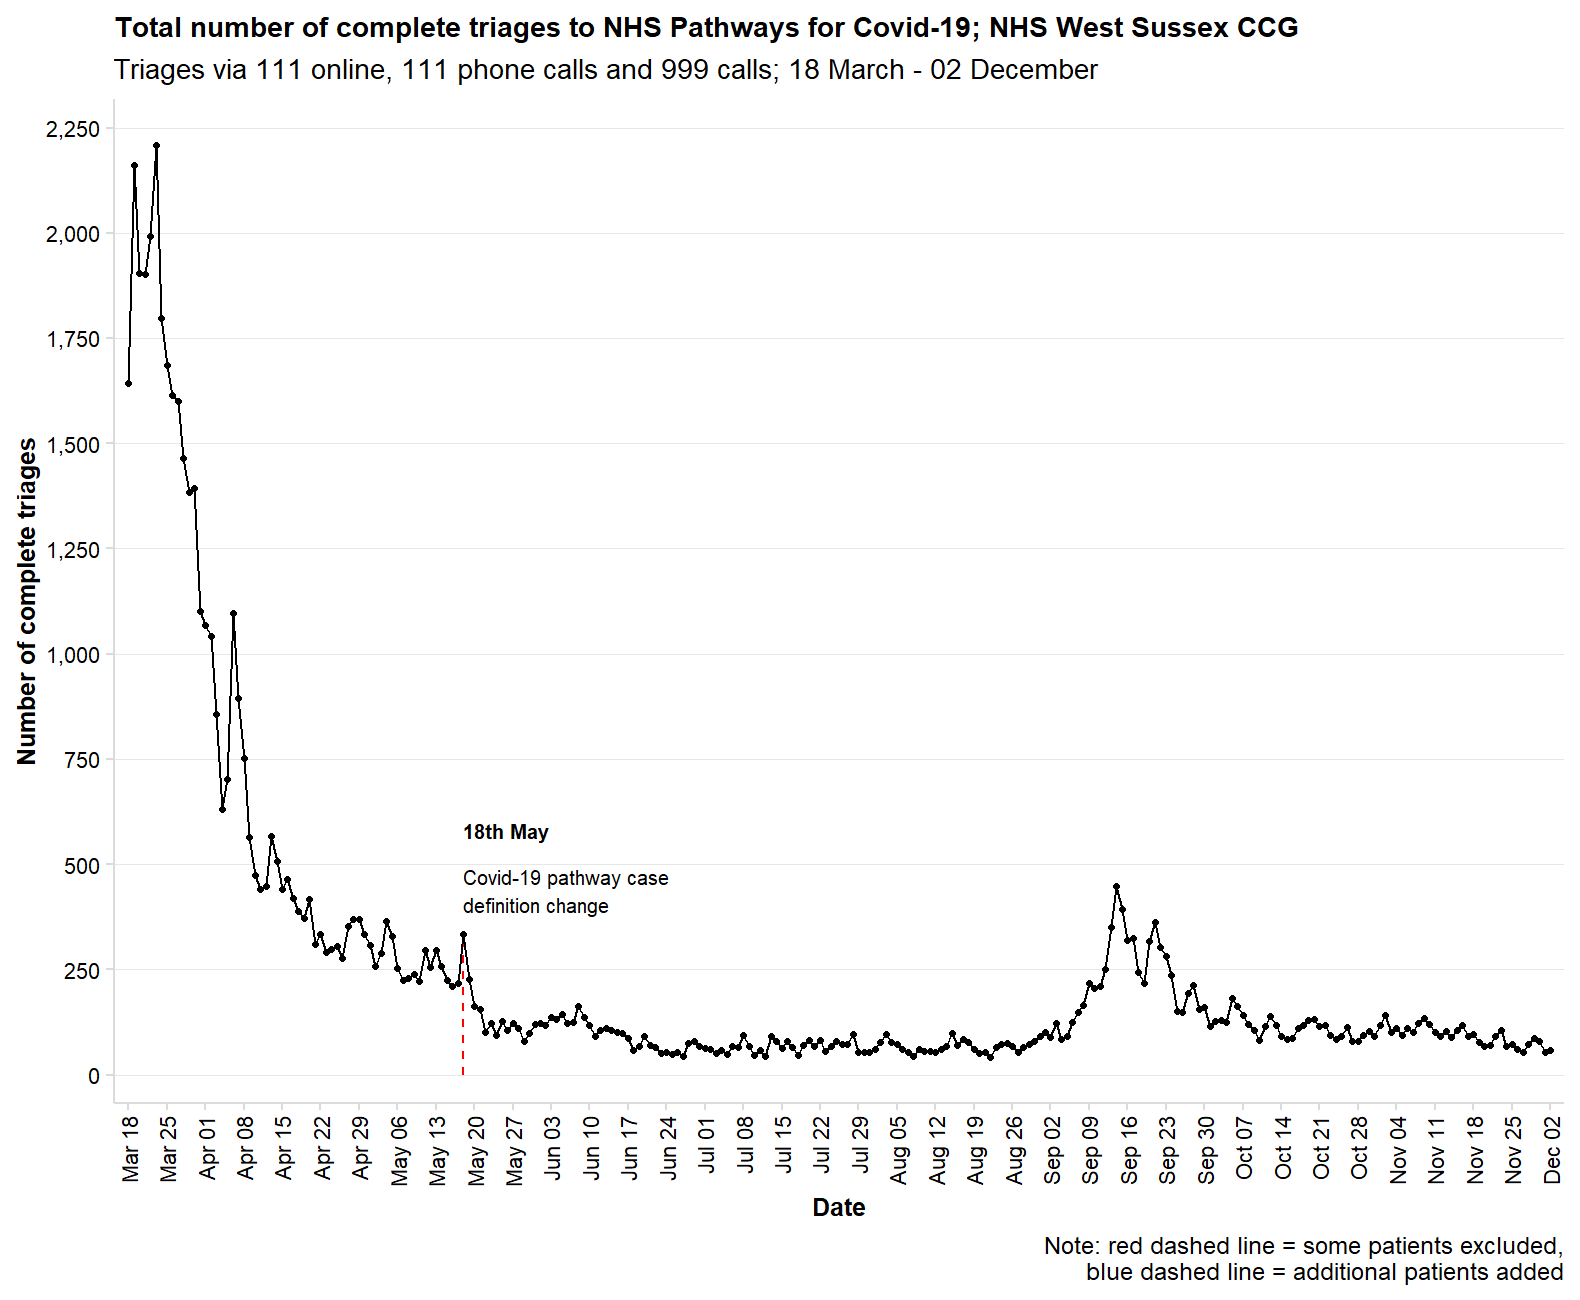 Total number of complete triages to NHS Pathways for Covid-19; NHS West Sussex CCG
Triages via 111 online, 111 phone calls and 999 calls; 18 March - 02 December
Number of complete triages
2,250
2,000
1,750
1,500
1,250
1,000
750
500
250
0
18th May
Covid-19 pathway case
definition change
Mar 18
Mar 25
Apr 01
Apr 08
Apr 15
Apr 22
Apr 29
May 06
May 13
May 20
May 27
Jun 03
Jun 10
Jun 17
Jun 24
Jul 01
Jul 08
Jul 15
Jul 22
Jul 29
Aug 05
Aug 12
Aug 19
Aug 26
Sep 02
Sep 09
Sep 16
Sep 23
Sep 30
Oct 07
Oct 14
Oct 21
Oct 28
Nov 04
Nov 11
Nov 18
Nov 25
Dec 02
Date
Note: red dashed line = some patients excluded,
blue dashed line = additional patients added